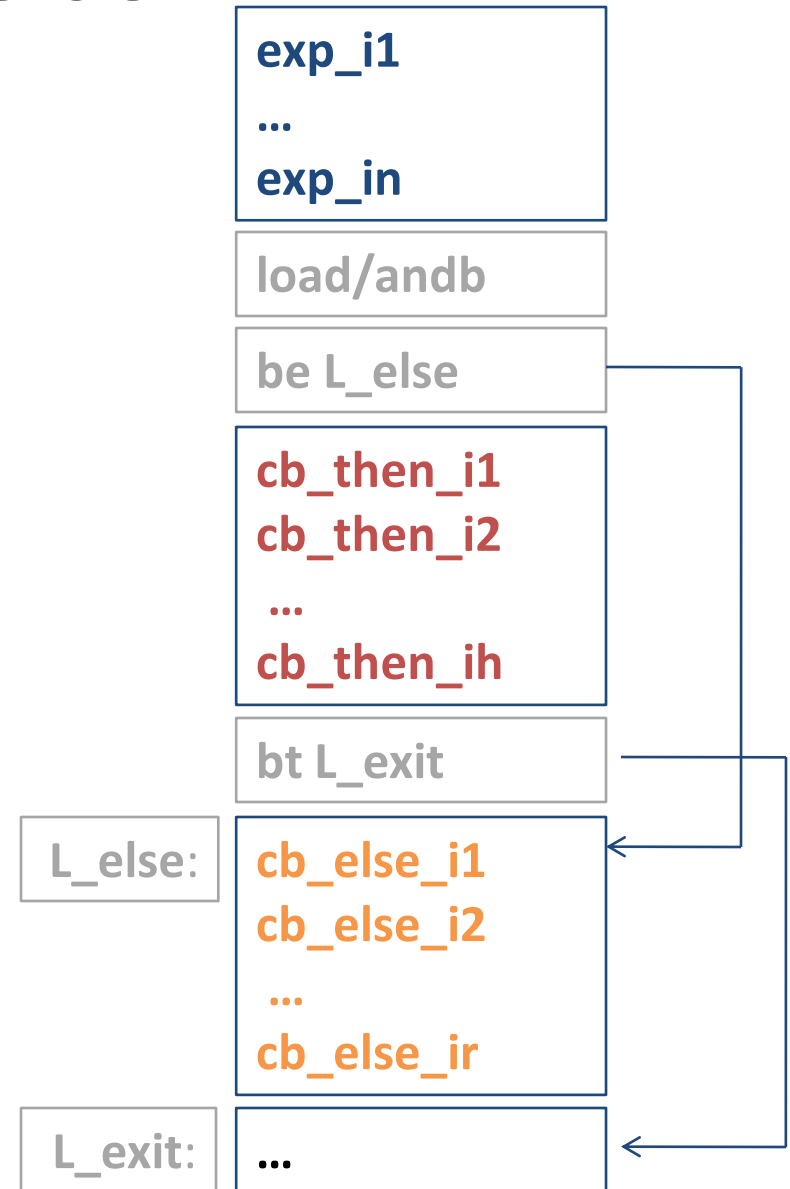 exp_i1
...
exp_in
load/andb
be L_else
cb_then_i1
cb_then_i2
...
cb_then_ih
bt L_exit
L_else:
cb_else_i1
cb_else_i2
...
cb_else_ir
L_exit:
...